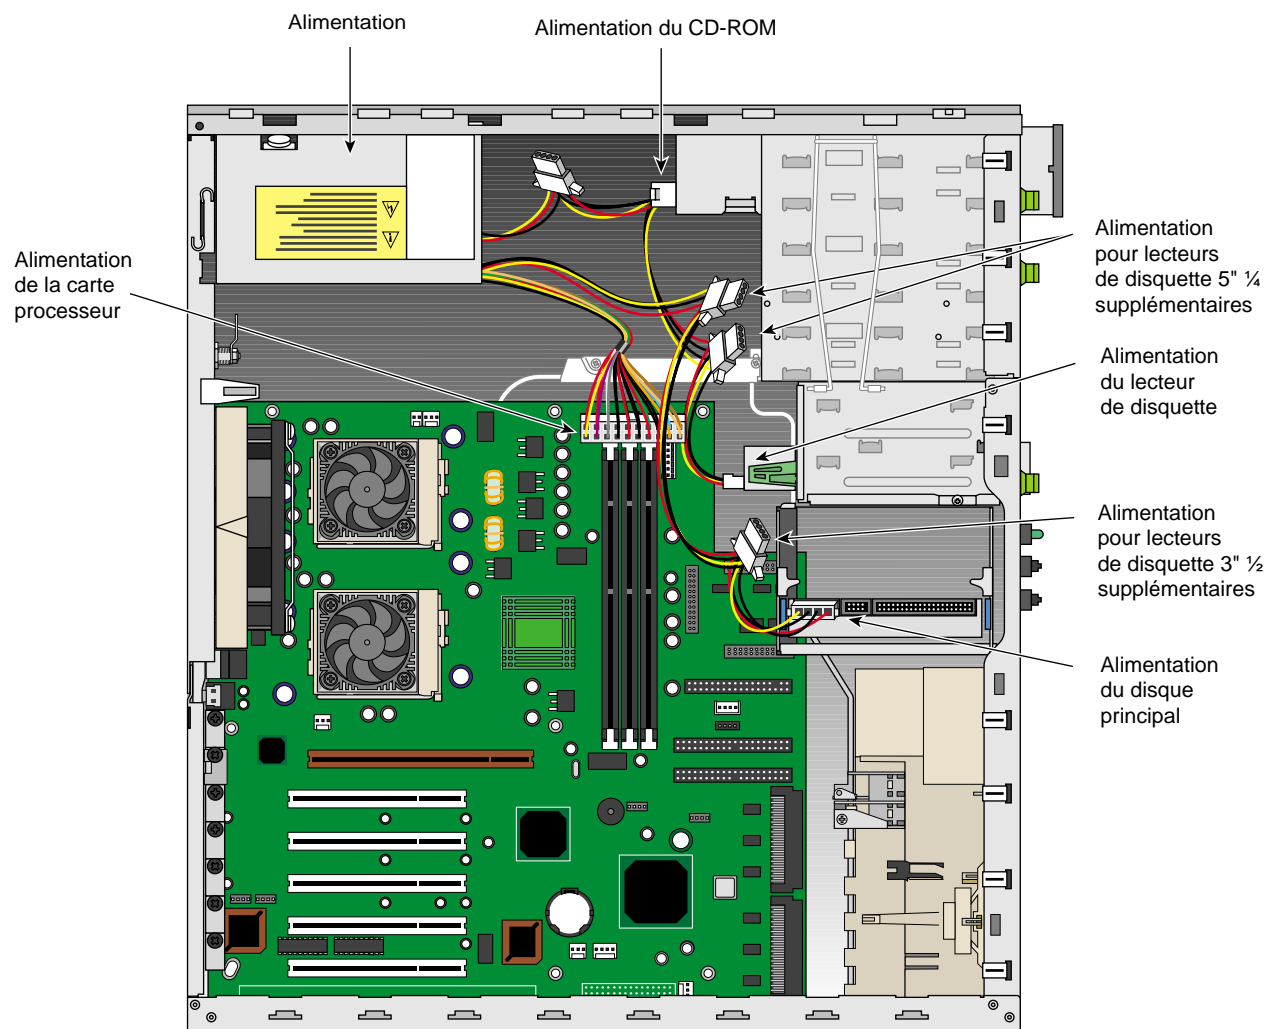 Alimentation
Alimentation du CD-ROM
Alimentation
de la carte
processeur
Alimentation
pour lecteurs
de disquette 5" ¼
supplémentaires
Alimentation
du lecteur
de disquette
Alimentation
pour lecteurs
de disquette 3" ½
supplémentaires
Alimentation
du disque
principal